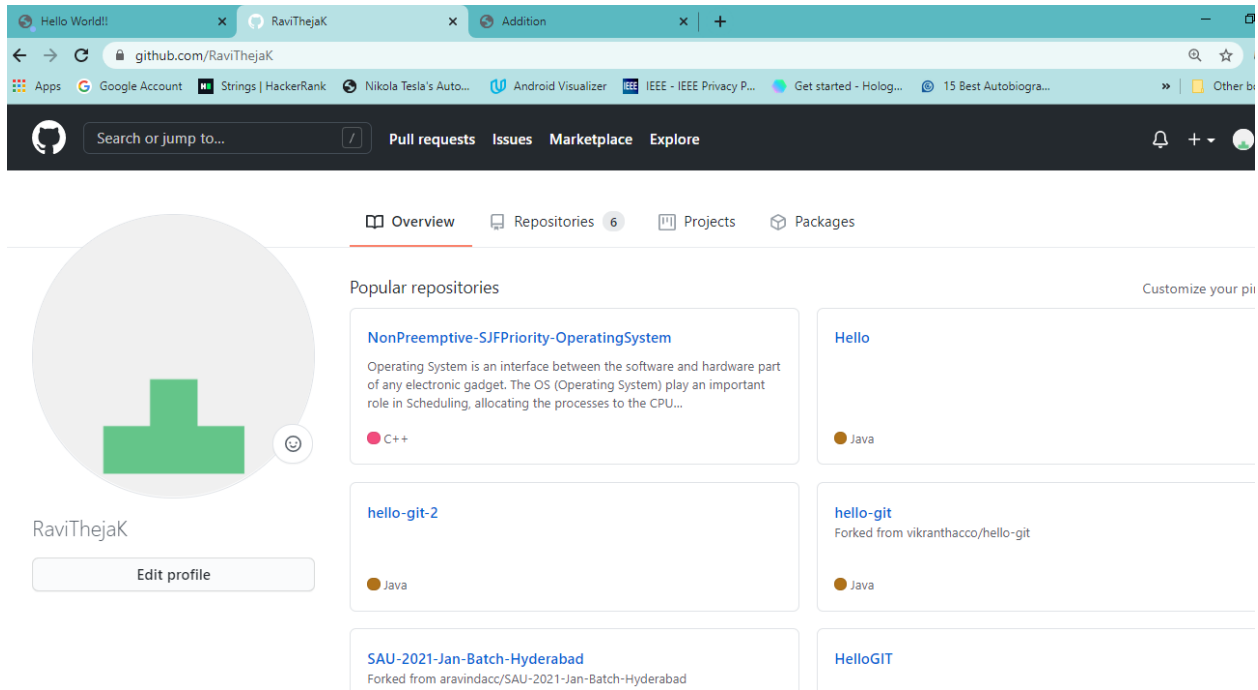 Hello World!!
RaviThejaK
Addition
github.com/RaviThejaK
Apps
Google Account
Strings | HackerRank
Nikola Tesla's Auto...
Android Visualizer
IEEE - IEEE Privacy P...
Get started - Holog...
15 Best Autobiogra...
»
Other bo
Search or jump to...
/
Pull requests
Issues
Marketplace
Explore
Overview
Repositories 6
Projects
Packages
Popular repositories
Customize your pin
NonPreemptive-SJFPriority-OperatingSystem
Operating System is an interface between the software and hardware part
of any electronic gadget. The OS (Operating System) play an important
role in Scheduling, allocating the processes to the CPU...
C++
Hello
Java
hello-git-2
Java
hello-git
Forked from vikranthacco/hello-git
Java
RaviThejaK
Edit profile
SAU-2021-Jan-Batch-Hyderabad
Forked from aravindacc/SAU-2021-Jan-Batch-Hyderabad
HelloGIT